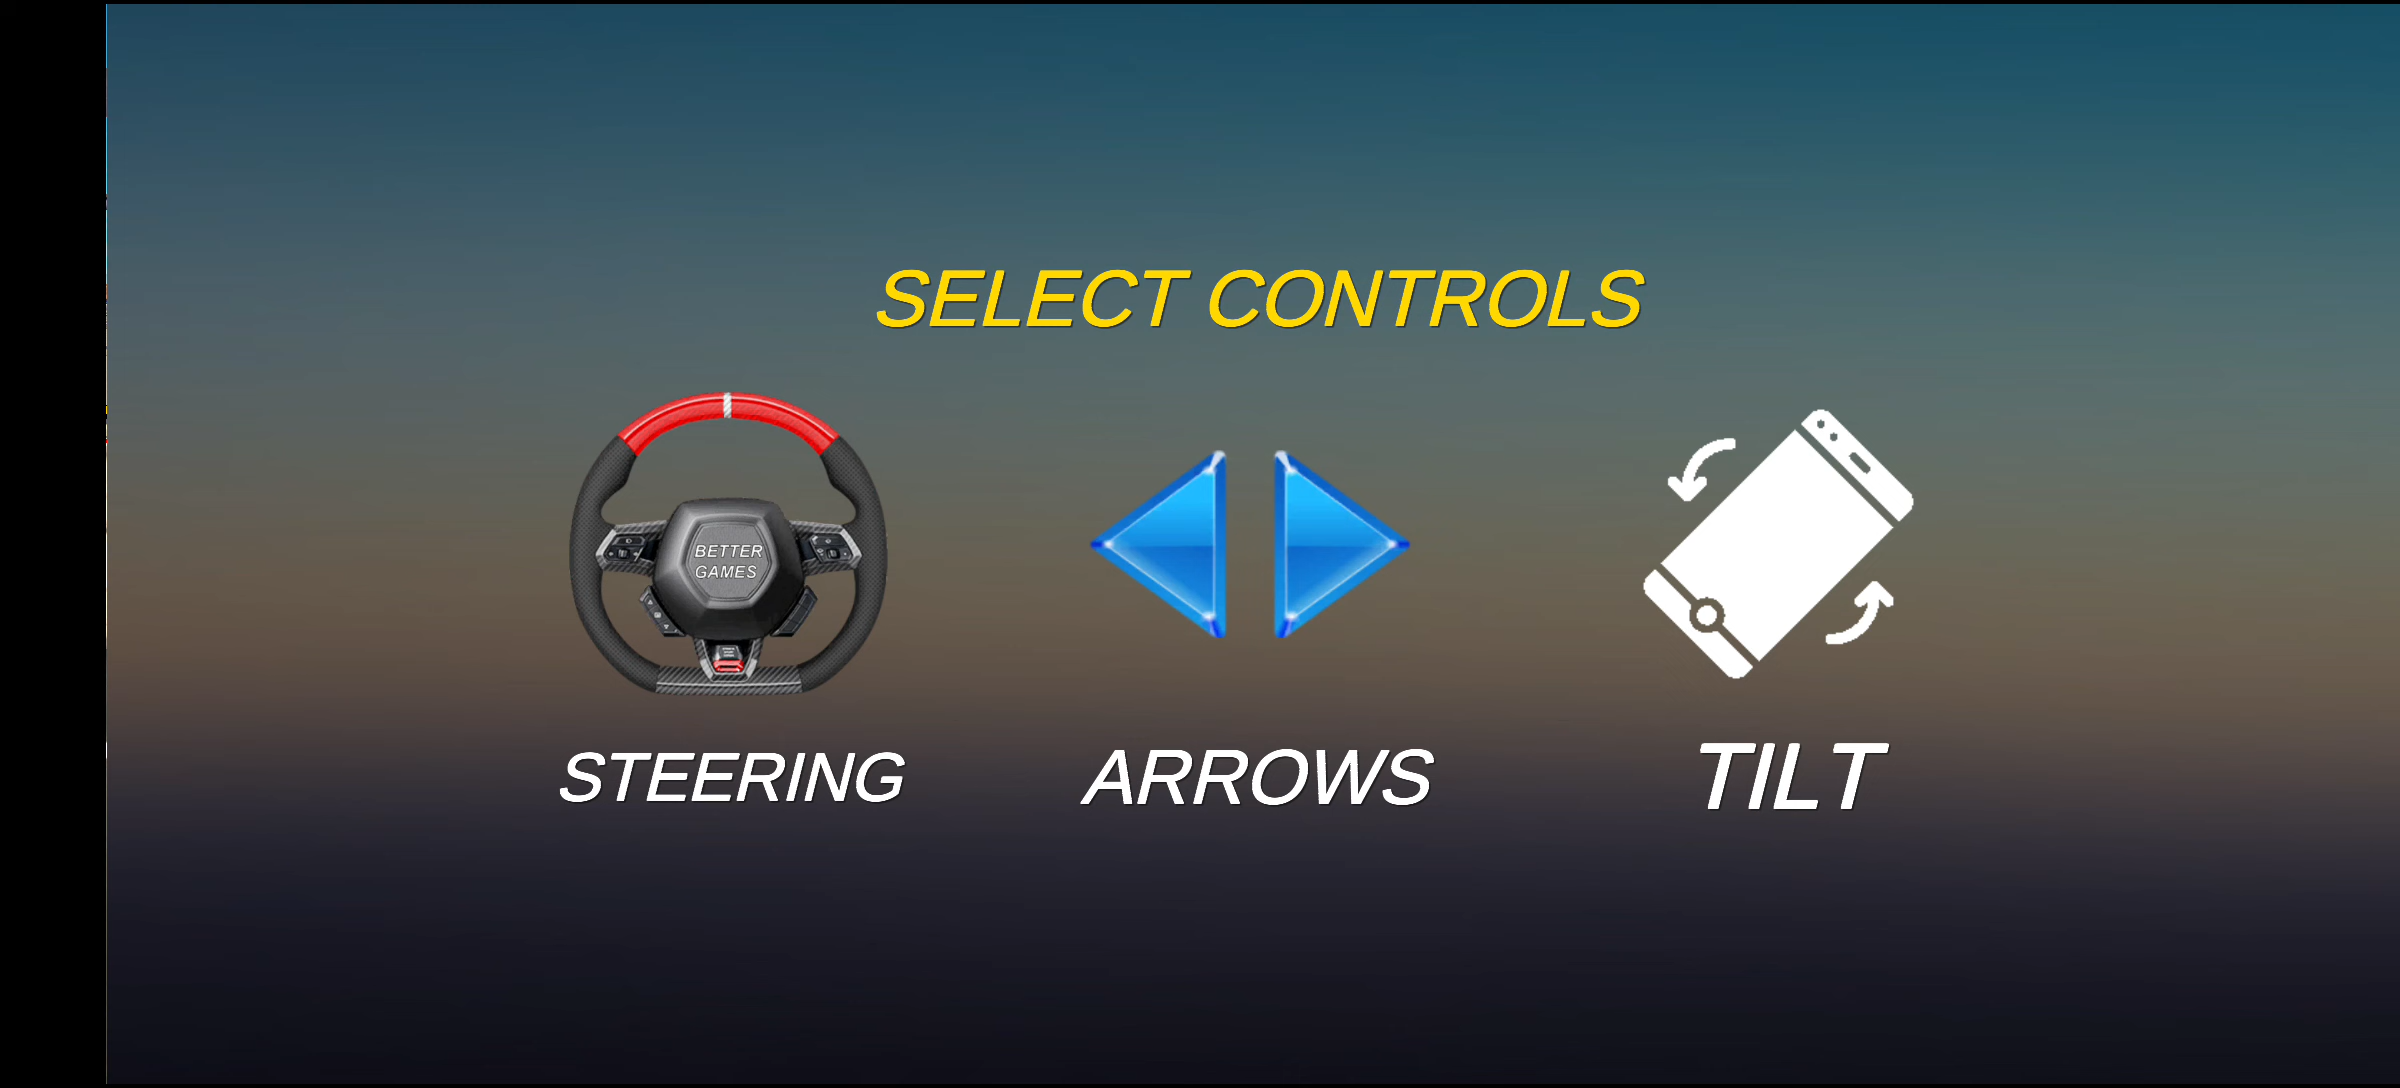 SELECT CONTROLS
BETTER
GAMES
STEERING
ARROWS
TILT